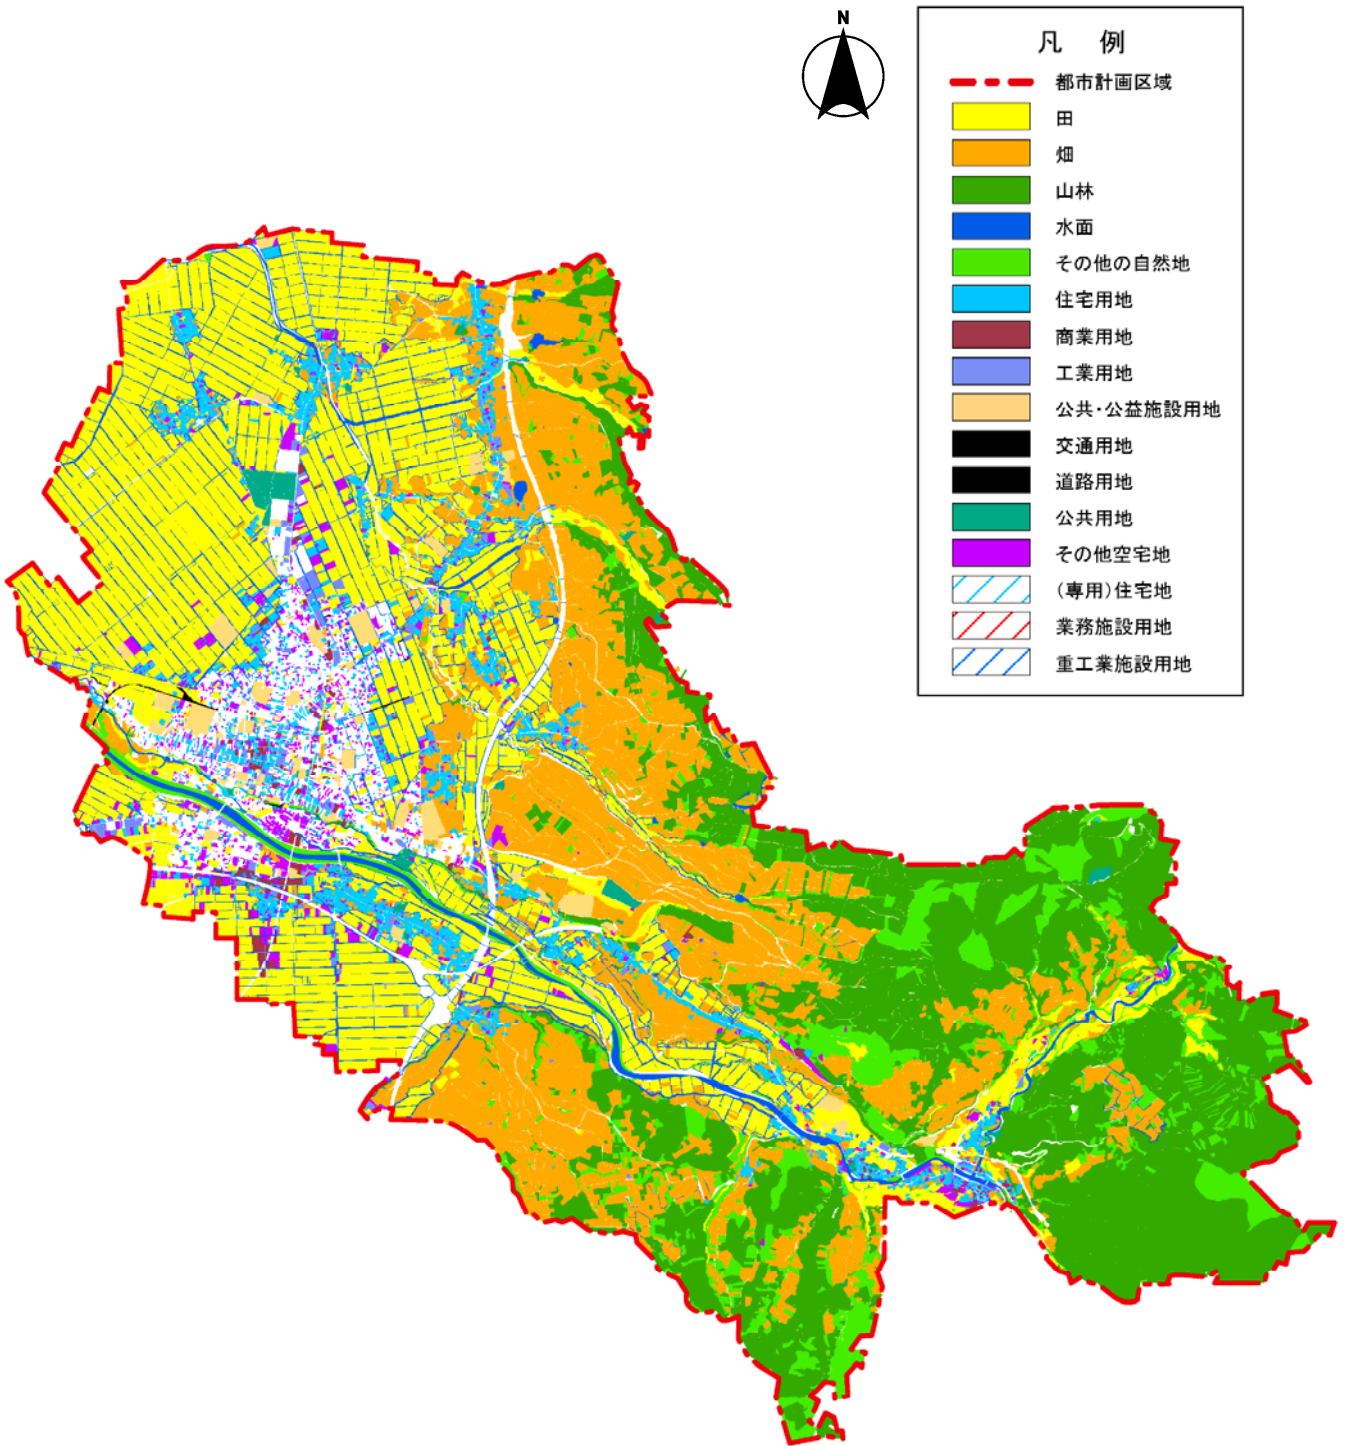 N
凡 例
都市計画区域
田
畑
山林
水面
その他の自然地
住宅用地
商業用地
工業用地
公共・公益施設用地
交通用地
道路用地
公共用地
その他空宅地
(専用)住宅地
業務施設用地
重工業施設用地